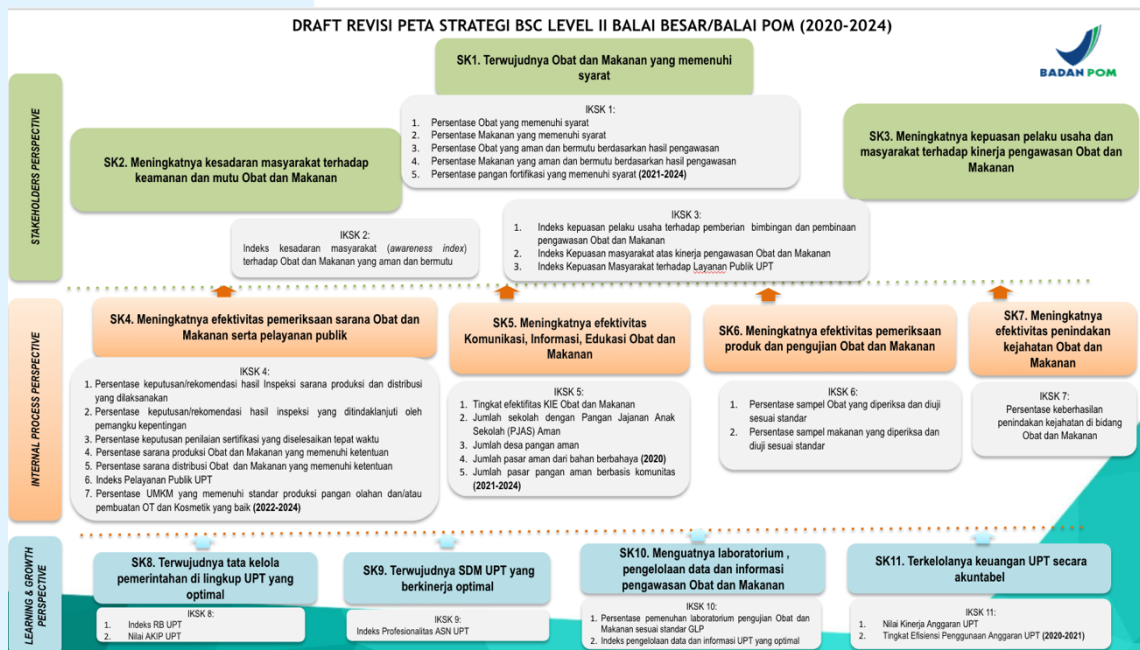 DRAFT REVISI PETA STRATEGI BSC LEVEL II BALAI BESAR/BALAI POM (2020-2024)
BADAN POM
STAKEHOLDERS PERSPECTIVE
SK1. Terwujudnya Obat dan Makanan yang memenuhi
syarat
IKSK 1:
1. Persentase Obat yang memenuhi syarat
2. Persentase Makanan yang memenuhi syarat
3. Persentase Obat yang aman dan bermutu berdasarkan hasil pengawasan
4. Persentase Makanan yang aman dan bermutu berdasarkan hasil pengawasan
5. Persentase pangan fortifikasi yang memenuhi syarat (2021-2024)
SK2. Meningkatnya kesadaran masyarakat terhadap
keamanan dan mutu Obat dan Makanan
IKSK 2:
Indeks kesadaran masyarakat (awareness index)
terhadap Obat dan Makanan yang aman dan bermutu
SK3. Meningkatnya kepuasan pelaku usaha dan
masyarakat terhadap kinerja pengawasan Obat dan
Makanan
IKSK 3:
1. Indeks kepuasan pelaku usaha terhadap pemberian bimbingan dan pembinaan
pengawasan Obat dan Makanan
2. Indeks Kepuasan masyarakat atas kinerja pengawasan Obat dan Makanan
3. Indeks Kepuasan Masyarakat terhadap Layanan Publik UPT
INTERNAL PROCESS PERSPECTIVE
SK4. Meningkatnya efektivitas pemeriksaan sarana Obat dan
Makanan serta pelayanan publik
IKSK 4:
1. Persentase keputusan/rekomendasi hasil Inspeksi sarana produksi dan distribusi
yang dilaksanakan
2. Persentase keputusan/rekomendasi hasil inspeksi yang ditindaklanjuti oleh
pemangku kepentingan
3. Persentase keputusan penilaian sertifikasi yang diselesaikan tepat waktu
4. Persentase sarana produksi Obat dan Makanan yang memenuhi ketentuan
5. Persentase sarana distribusi Obat dan Makanan yang memenuhi ketentuan
6. Indeks Pelayanan Publik UPT
7. Persentase UMKM yang memenuhi standar produksi pangan olahan dan/atau
pembuatan OT dan Kosmetik yang baik (2022-2024)
SK5. Meningkatnya efektivitas
Komunikasi, Informasi, Edukasi Obat dan
Makanan
IKSK 5:
1. Tingkat efektifitas KIE Obat dan Makanan
2. Jumlah sekolah dengan Pangan Jajanan Anak
Sekolah (PJAS) Aman
3. Jumlah desa pangan aman
4. Jumlah pasar aman dari bahan berbahaya (2020)
5. Jumlah pasar pangan aman berbasis komunitas
(2021-2024)
SK6. Meningkatnya efektivitas pemeriksaan
produk dan pengujian Obat dan Makanan
IKSK 6:
1. Persentase sampel Obat yang diperiksa dan diuji
sesuai standar
2. Persentase sampel makanan yang diperiksa dan
diuji sesuai standar
SK7. Meningkatnya
efektivitas penindakan
kejahatan Obat dan
Makanan
IKSK 7:
Persentase keberhasilan
penindakan kejahatan di bidang
Obat dan Makanan
LEARNING & GROWTH
PERSPECTIVE
SK8. Terwujudnya tata kelola
pemerintahan di lingkup UPT yang
optimal
IKSK 8:
1. Indeks RB UPT
2. Nilai AKIP UPT
SK9. Terwujudnya SDM UPT yang
berkinerja optimal
IKSK 9:
Indeks Profesionalitas ASN UPT
SK10. Menguatnya laboratorium ,
pengelolaan data dan informasi
pengawasan Obat dan Makanan
IKSK 10:
1. Persentase pemenuhan laboratorium pengujian Obat dan
Makanan sesuai standar GLP
2. Indeks pengelolaan data dan informasi UPT yang optimal
SK11. Terkelolanya keuangan UPT secara
akuntabel
IKSK 11:
1. Nilai Kinerja Anggaran UPT
2. Tingkat Efisiensi Penggunaan Anggaran UPT (2020-2021)